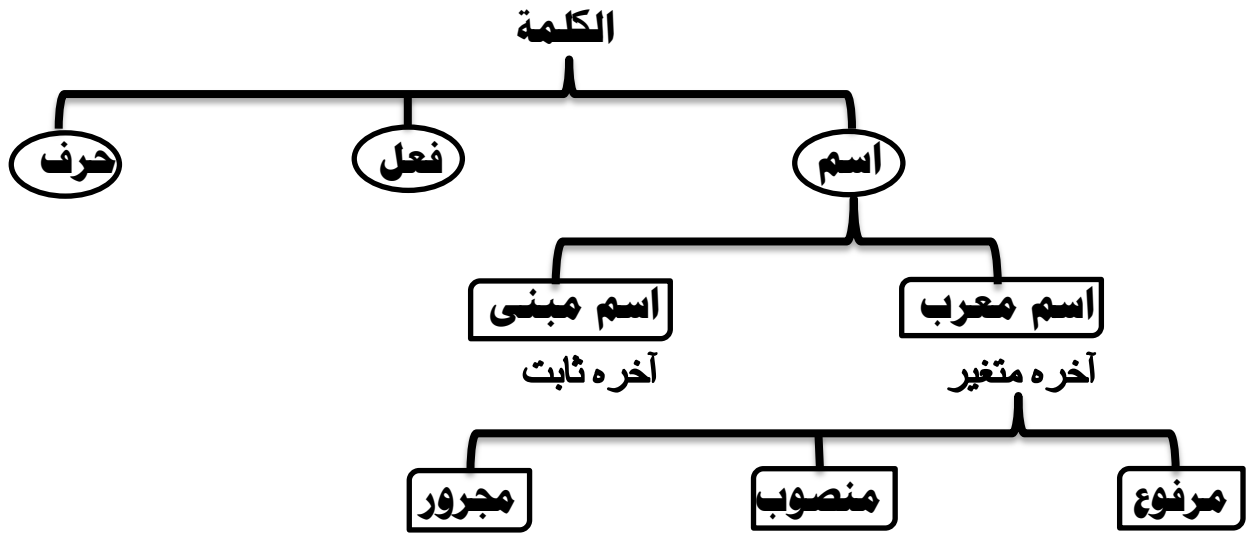 الكلمة
اسم فعل حرف
اسم معرب اسم مبنى
آخره متغير آخره ثابت
مرفوع منصوب مجرور